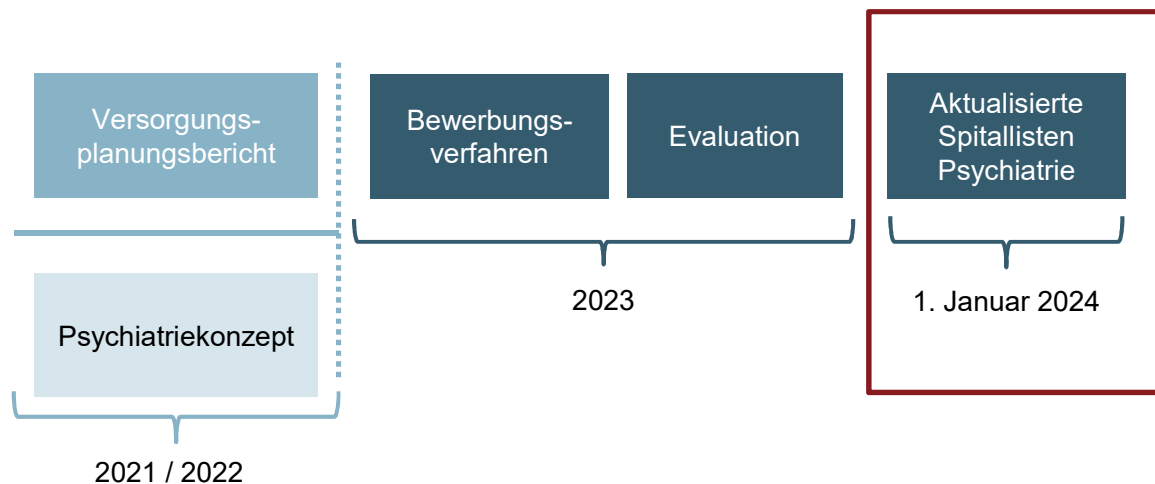 Versorgungs-
planungsbericht
Psychiatriekonzept
2021 / 2022
Bewerbungs-
verfahren
Evaluation
2023
Aktualisierte
Spitallisten
Psychiatrie
1. Januar 2024